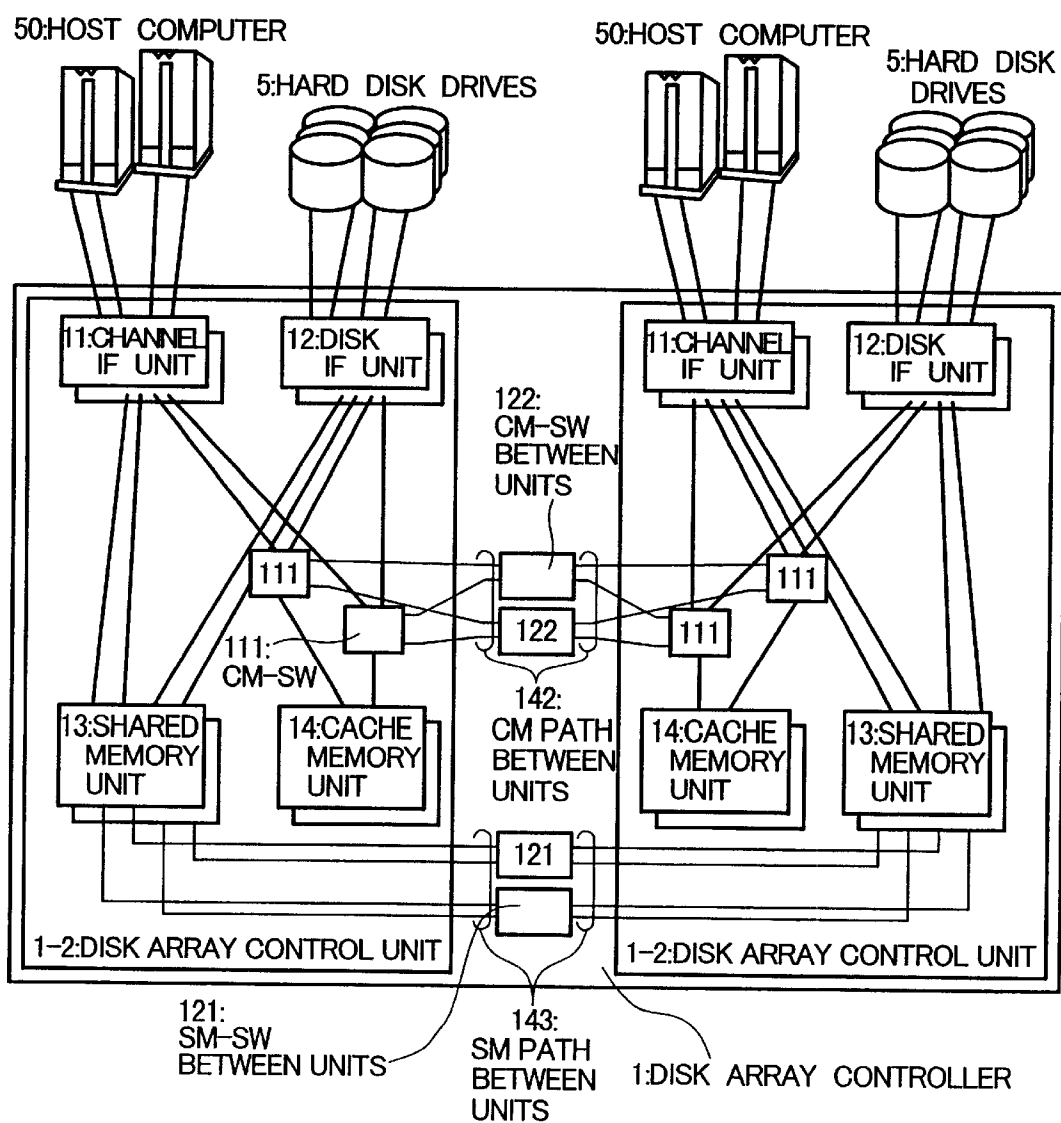 50:HOST COMPUTER
5:HARD DISK DRIVES
50:HOST COMPUTER
5:HARD DISK
DRIVES
11:CHANNEL
IF UNIT
12:DISK
IF UNIT
11:CHANNEL
IF UNIT
12:DISK
IF UNIT
122:
CM-SW
BETWEEN
UNITS
111
111
122
111
111:
CM-SW
142:
CM PATH
BETWEEN
UNITS
13:SHARED
MEMORY
UNIT
14:CACHE
MEMORY
UNIT
14:CACHE
MEMORY
UNIT
13:SHARED
MEMORY
UNIT
121
1-2:DISK ARRAY CONTROL UNIT
1-2:DISK ARRAY CONTROL UNIT
121:
SM-SW
BETWEEN UNITS
143:
SM PATH
BETWEEN
UNITS
1:DISK ARRAY CONTROLLER